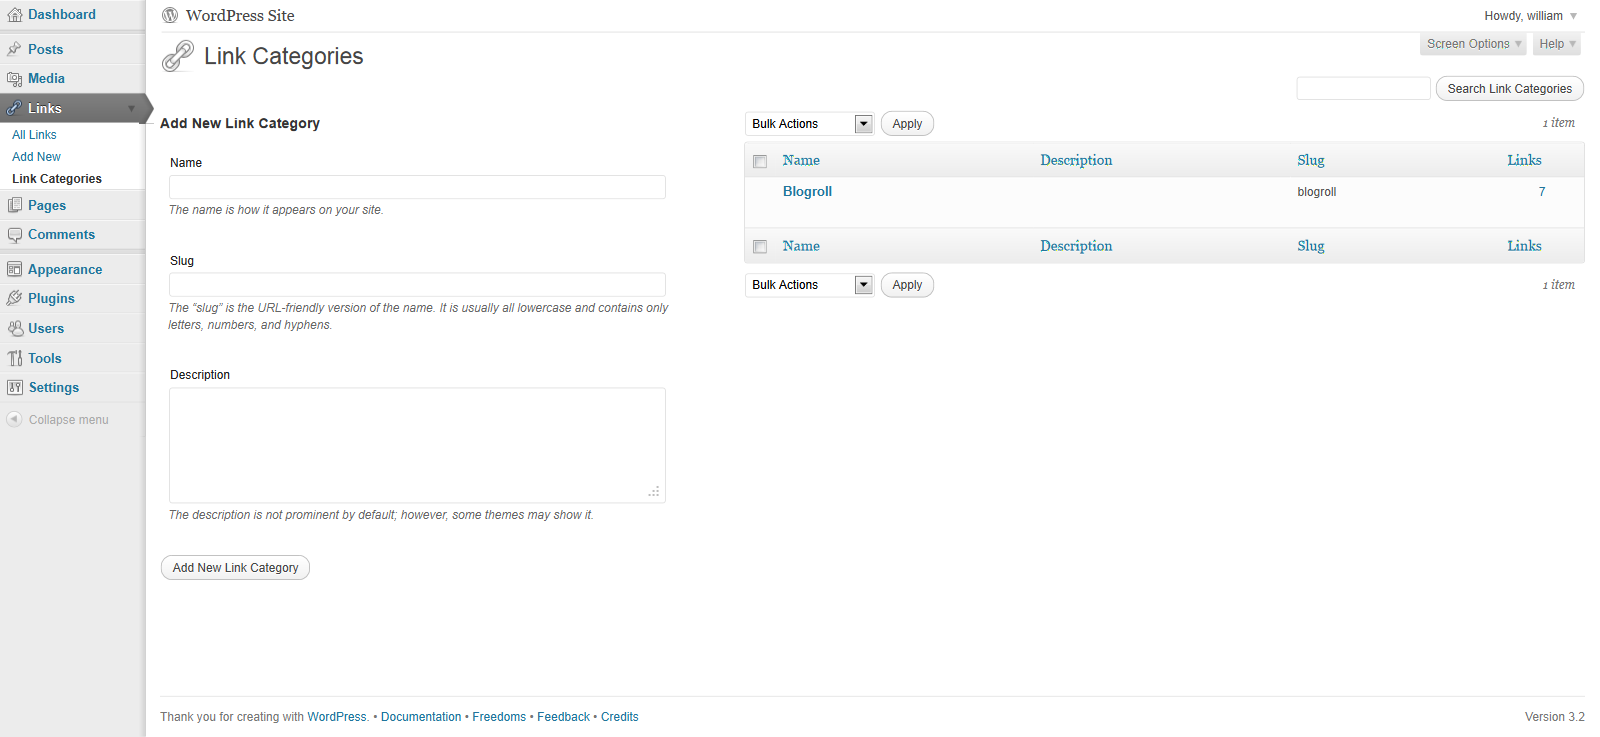 Dashboard
Posts
Media
Links
All Links
Add New
Link Categories
Pages
Comments
Appearance
Plugins
Users
Tools
Settings
Collapse menu
WordPress Site
Howdy, william
Link Categories
Screen Options
Help
Search Link Categories
Add New Link Category
Name
The name is how it appears on your site.
Slug
The “slug” is the URL-friendly version of the name. It is usually all lowercase and contains only
letters, numbers, and hyphens.
Description
The description is not prominent by default; however, some themes may show it.
Add New Link Category
Bulk Actions Apply 1 item
Name Description Slug Links
Blogroll blogroll 7
Name Description Slug Links
Bulk Actions Apply 1 item
Thank you for creating with WordPress. • Documentation • Freedoms • Feedback • Credits
Version 3.2